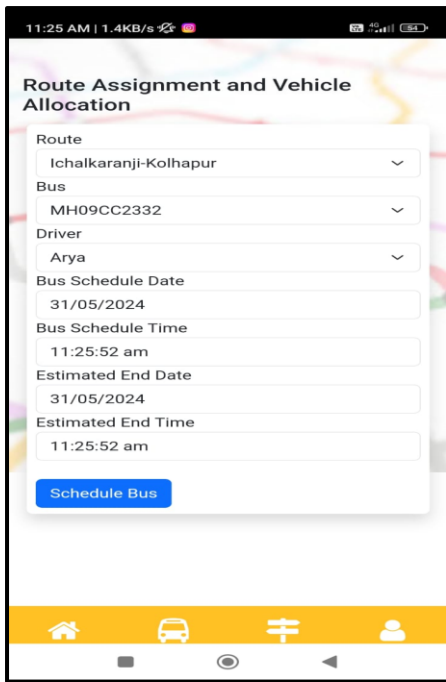 11:25 AM | 1.4KB/s
4G
54
Route Assignment and Vehicle
Allocation
Route
Ichalkaranji-Kolhapur
Bus
MH09CC2332
Driver
Arya
Bus Schedule Date
31/05/2024
Bus Schedule Time
11:25:52 am
Estimated End Date
31/05/2024
Estimated End Time
11:25:52 am
Schedule Bus